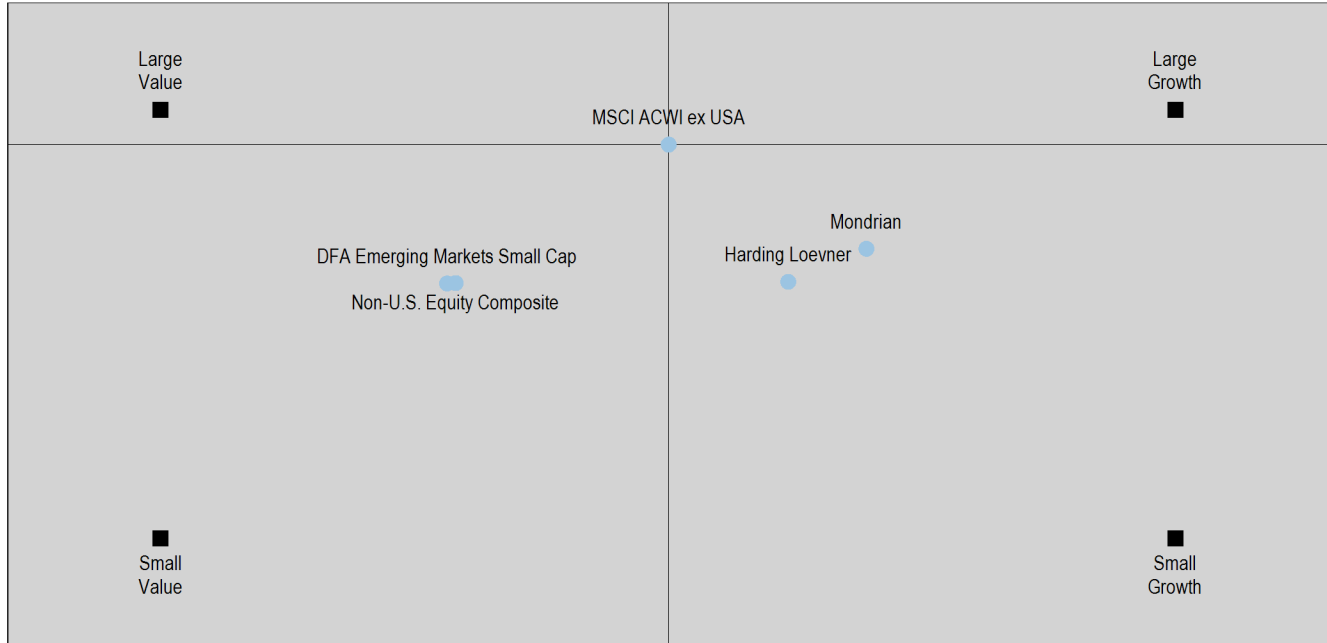 Large
Value
Large
Growth
MSCI ACWI ex USA
Mondrian
Harding Loevner
DFA Emerging Markets Small Cap
Non-U.S. Equity Composite
Small
Value
Small
Growth